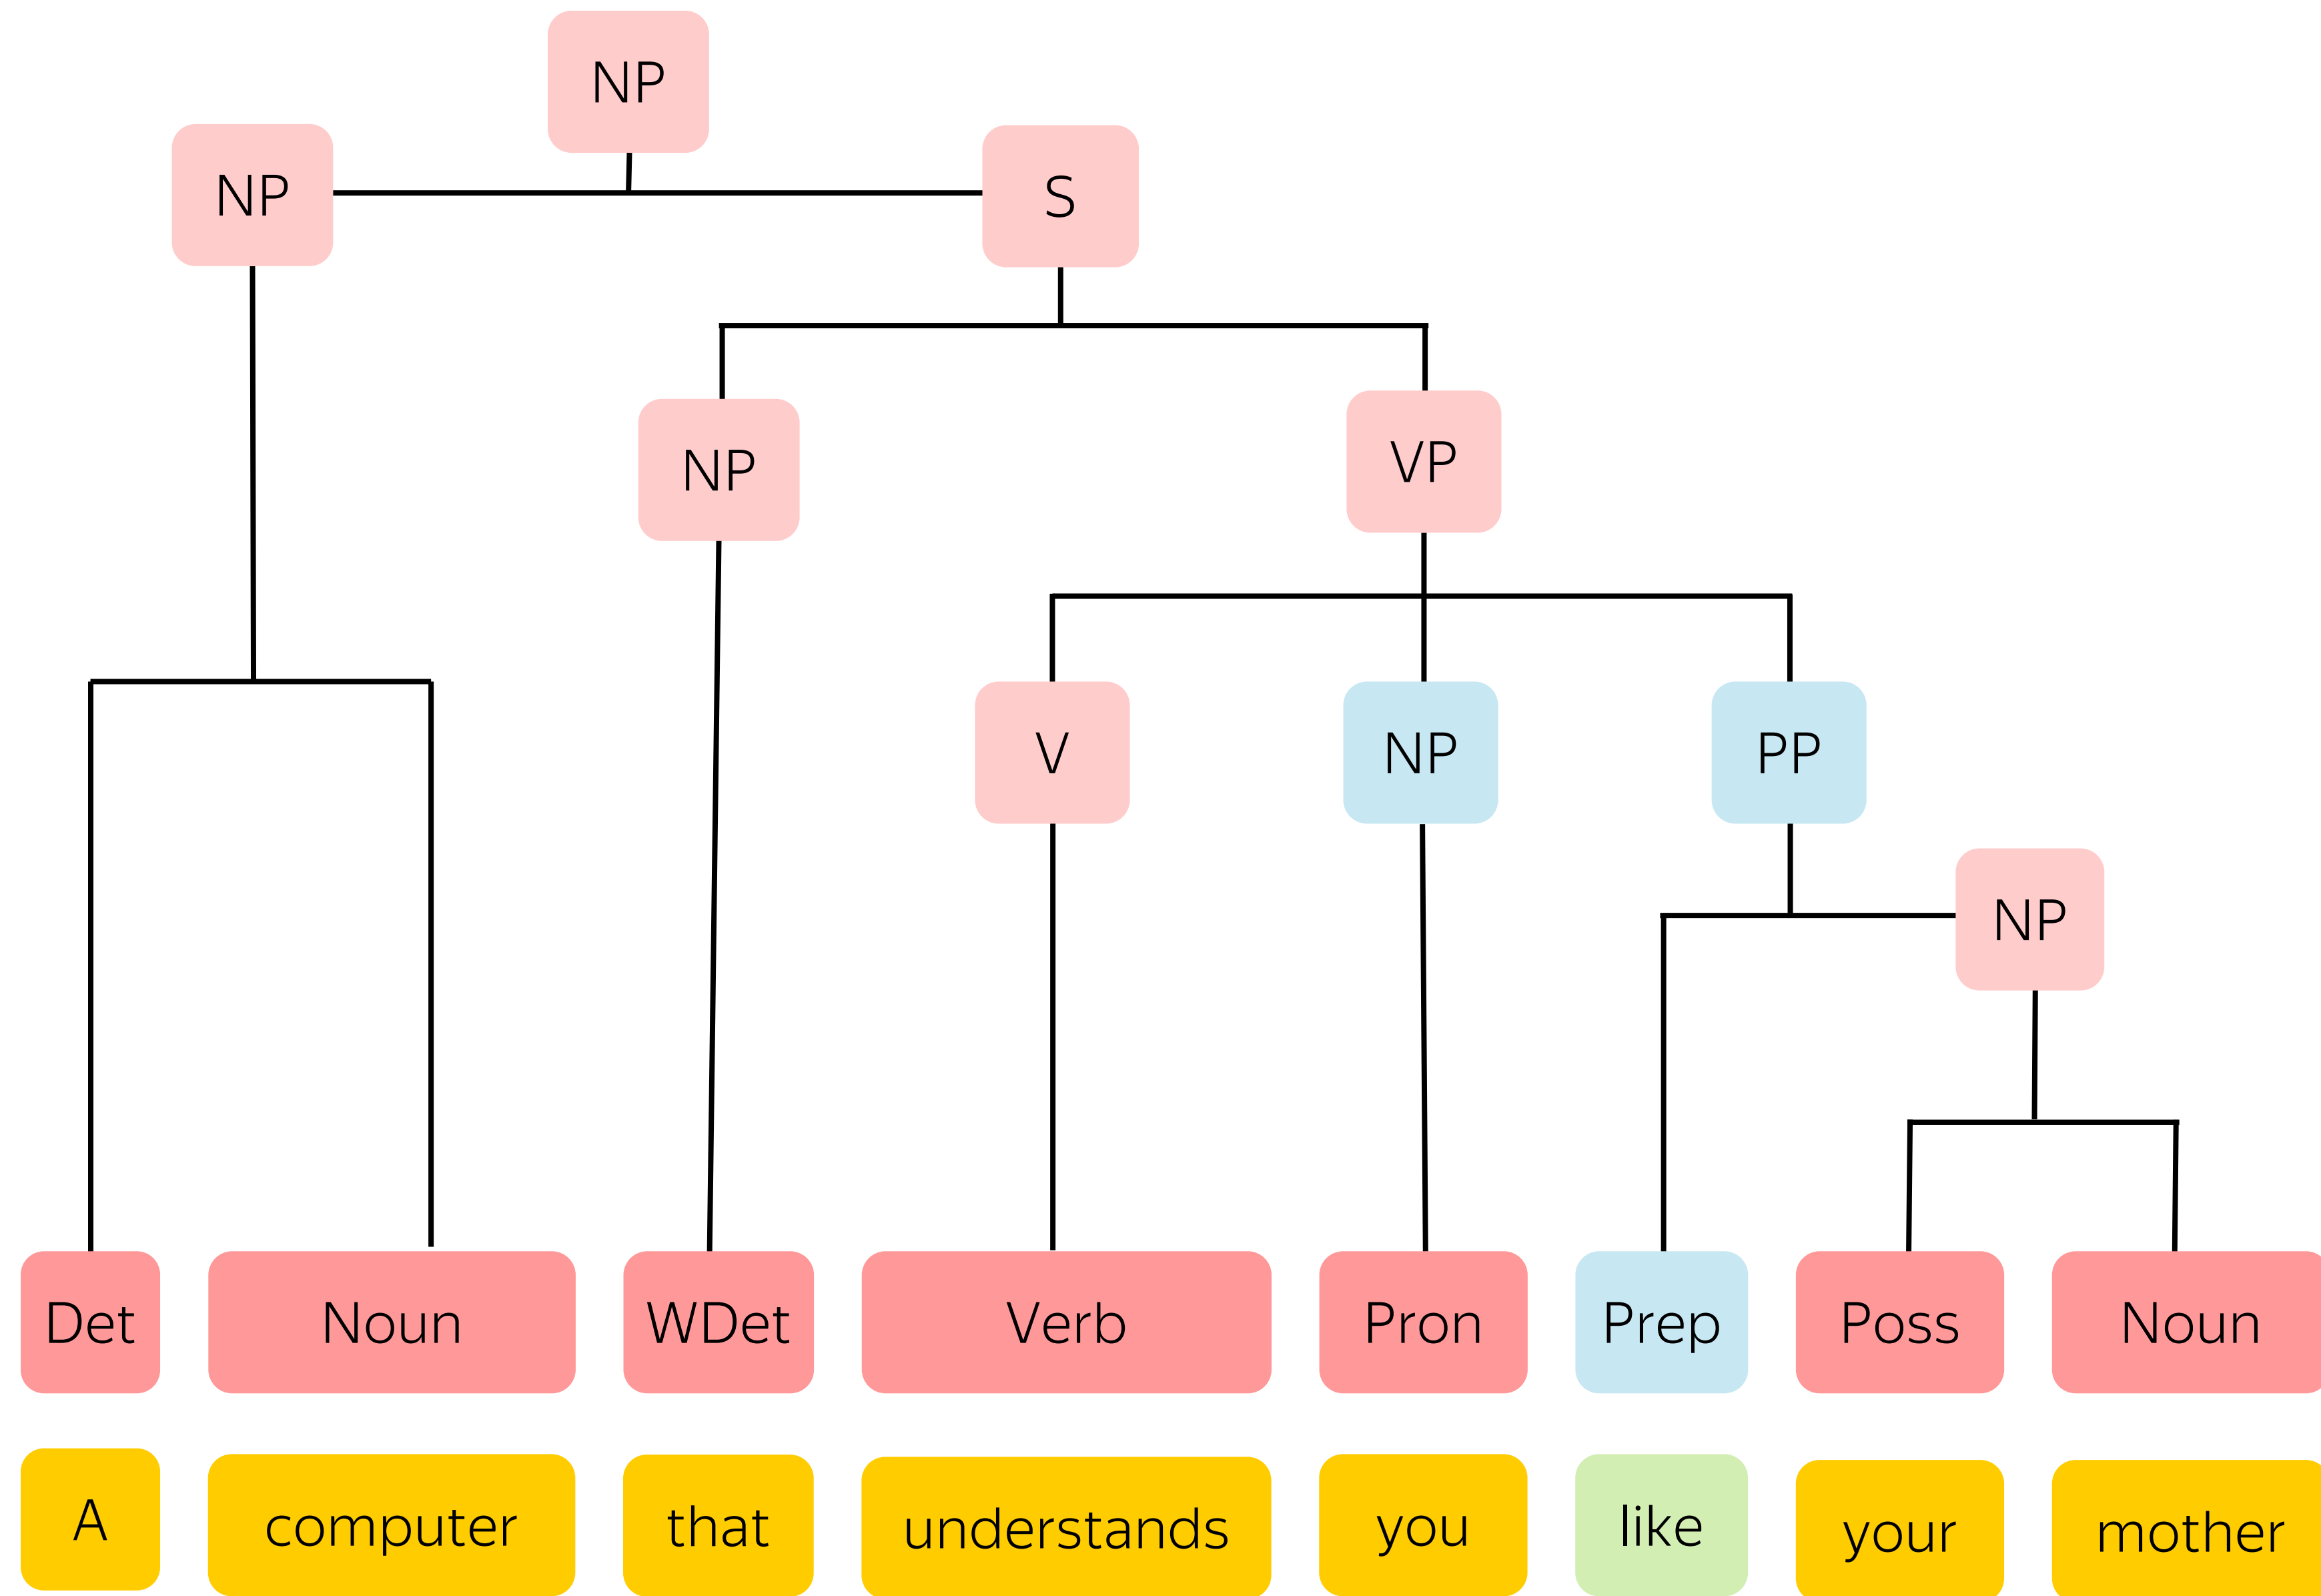 NP
NP S
NP VP
V NP PP
NP
Det Noun WDet Verb Pron Prep Poss Noun
A computer that understands you like your mother